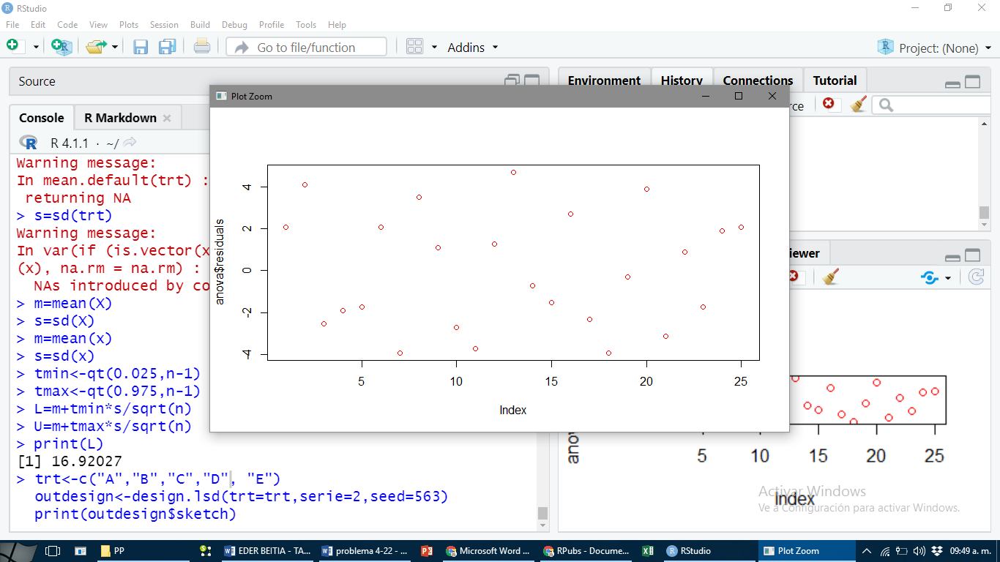 RStudio
File Edit Code View Plots Session Build Debug Profile Tools Help
Go to file/function Addins Project: (None)
Source
Environment History Connections Tutorial
Plot Zoom
Console R Markdown
rce
R 4.1.1 · ~/
Warning message:
In mean.default(trt) :
returning NA
> s=sd(trt)
Warning message:
In var(if (is.vector(x
(x), na.rm = na.rm) :
NAs introduced by co
> m=mean(X)
> s=sd(X)
> m=mean(x)
> s=sd(x)
> tmin<-qt(0.025,n-1)
> tmax<-qt(0.975,n-1)
> L=m+tmin*s/sqrt(n)
> U=m+tmax*s/sqrt(n)
> print(L)
[1] 16.92027
> trt<-c("A","B","C","D", "E")
outdesign<-design.lsd(trt=trt,serie=2,seed=563)
print(outdesign$sketch)
anova$residuals
4
2
0
-2
-4
5 10 15 20 25
Index
iewer
anov
5 10 15 20 25
Index
Activar Windows
Ve a Configuración para activar Windows.
PP
EDER BEITIA - TA...
problema 4-22 - ...
Microsoft Word ...
RPubs - Docume...
RStudio
Plot Zoom
09:49 a. m.